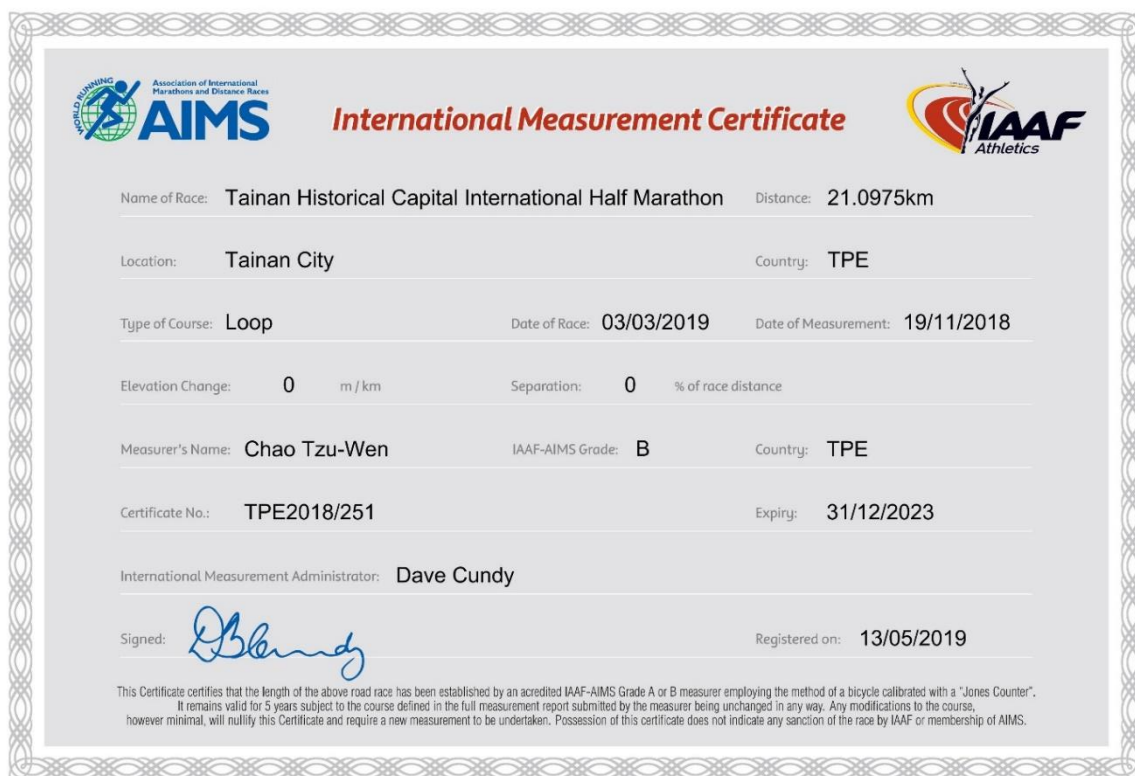 WORLD RUNNING
Association of International
Marathons and Distance Races
AIMS
International Measurement Certificate
IAAF
Athletics
Name of Race: Tainan Historical Capital International Half Marathon Distance: 21.0975km
Location: Tainan City Country: TPE
Type of Course: Loop Date of Race: 03/03/2019 Date of Measurement: 19/11/2018
Elevation Change: 0 m / km Separation: 0 % of race distance
Measurer's Name: Chao Tzu-Wen IAAF-AIMS Grade: B Country: TPE
Certificate No.: TPE2018/251 Expiry: 31/12/2023
International Measurement Administrator: Dave Cundy
Signed: Registered on: 13/05/2019
This Certificate certifies that the length of the above road race has been established by an acredited IAAF-AIMS Grade A or B measurer employing the method of a bicycle calibrated with a "Jones Counter".
It remains valid for 5 years subject to the course defined in the full measurement report submitted by the measurer being unchanged in any way. Any modifications to the course,
however minimal, will nullify this Certificate and require a new measurement to be undertaken. Possession of this certificate does not indicate any sanction of the race by IAAF or membership of AIMS.